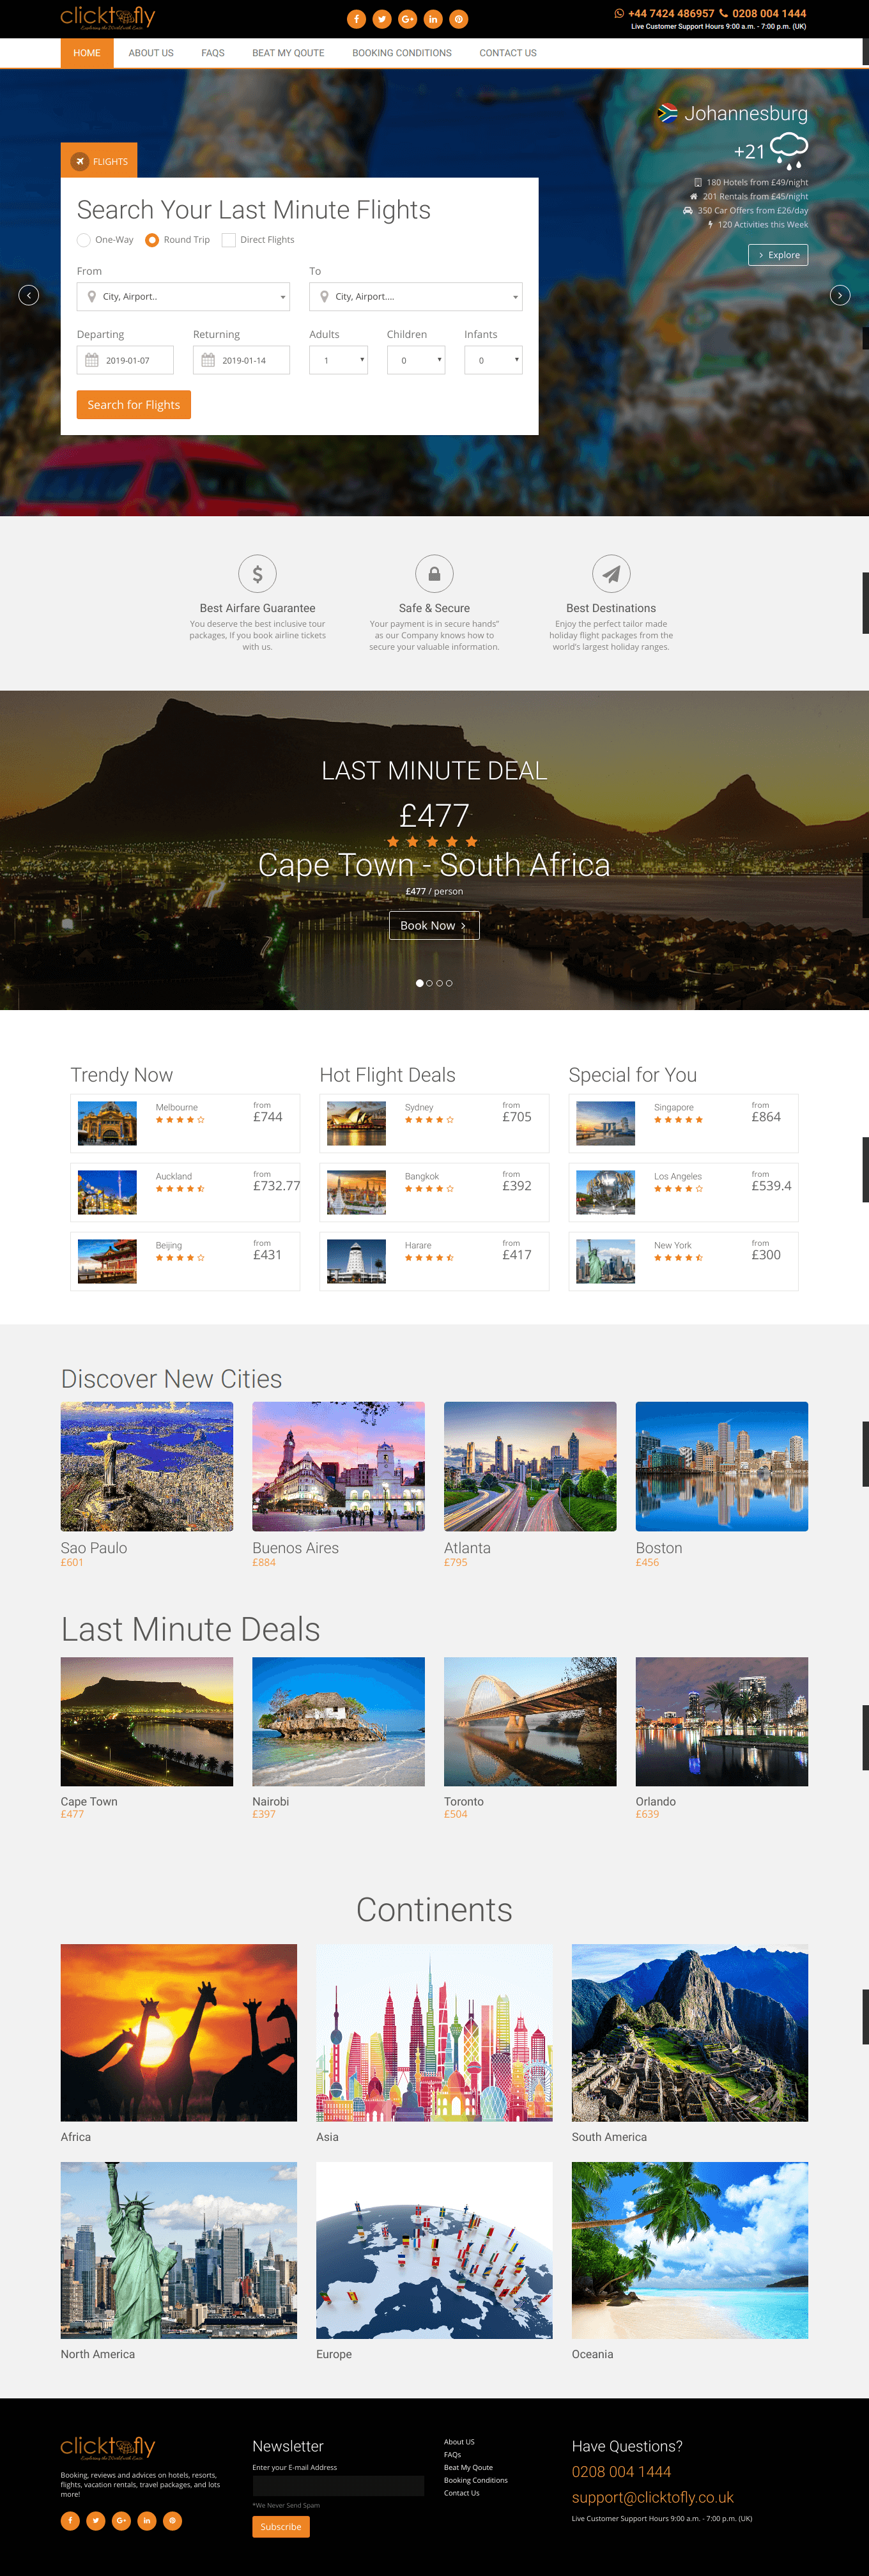 clicktofly
+44 7424 486957 0208 004 1444
Live Customer Support Hours 9:00 a.m. - 7:00 p.m. (UK)
HOME ABOUT US FAQS BEAT MY QOUTE BOOKING CONDITIONS CONTACT US
Johannesburg
+21
180 Hotels from £49/night
201 Rentals from £45/night
350 Car Offers from £26/day
120 Activities this Week
Explore
FLIGHTS
Search Your Last Minute Flights
One-Way Round Trip Direct Flights
From To
City, Airport.. City, Airport....
Departing Returning Adults Children Infants
2019-01-07 2019-01-14 1 0 0
Search for Flights
Best Airfare Guarantee
You deserve the best inclusive tour
packages, If you book airline tickets
with us.
Safe & Secure
Your payment is in secure hands"
as our Company knows how to
secure your valuable information.
Best Destinations
Enjoy the perfect tailor made
holiday flight packages from the
world's largest holiday ranges.
LAST MINUTE DEAL
£477
Cape Town - South Africa
£477 / person
Book Now
Trendy Now
Melbourne from
£744
Auckland from
£732.77
Beijing from
£431
Hot Flight Deals
Sydney from
£705
Bangkok from
£392
Harare from
£417
Special for You
Singapore from
£864
Los Angeles from
£539.4
New York from
£300
Discover New Cities
Sao Paulo Buenos Aires Atlanta Boston
£601 £884 £795 £456
Last Minute Deals
Cape Town Nairobi Toronto Orlando
£477 £397 £504 £639
Continents
Africa Asia South America
North America Europe Oceania
clicktofly
Booking, reviews and advices on hotels, resorts,
flights, vacation rentals, travel packages, and lots
more!
Newsletter
Enter your E-mail Address
*We Never Send Spam
Subscribe
About US
FAQs
Beat My Qoute
Booking Conditions
Contact Us
Have Questions?
0208 004 1444
support@clicktofly.co.uk
Live Customer Support Hours 9:00 a.m. - 7:00 p.m. (UK)